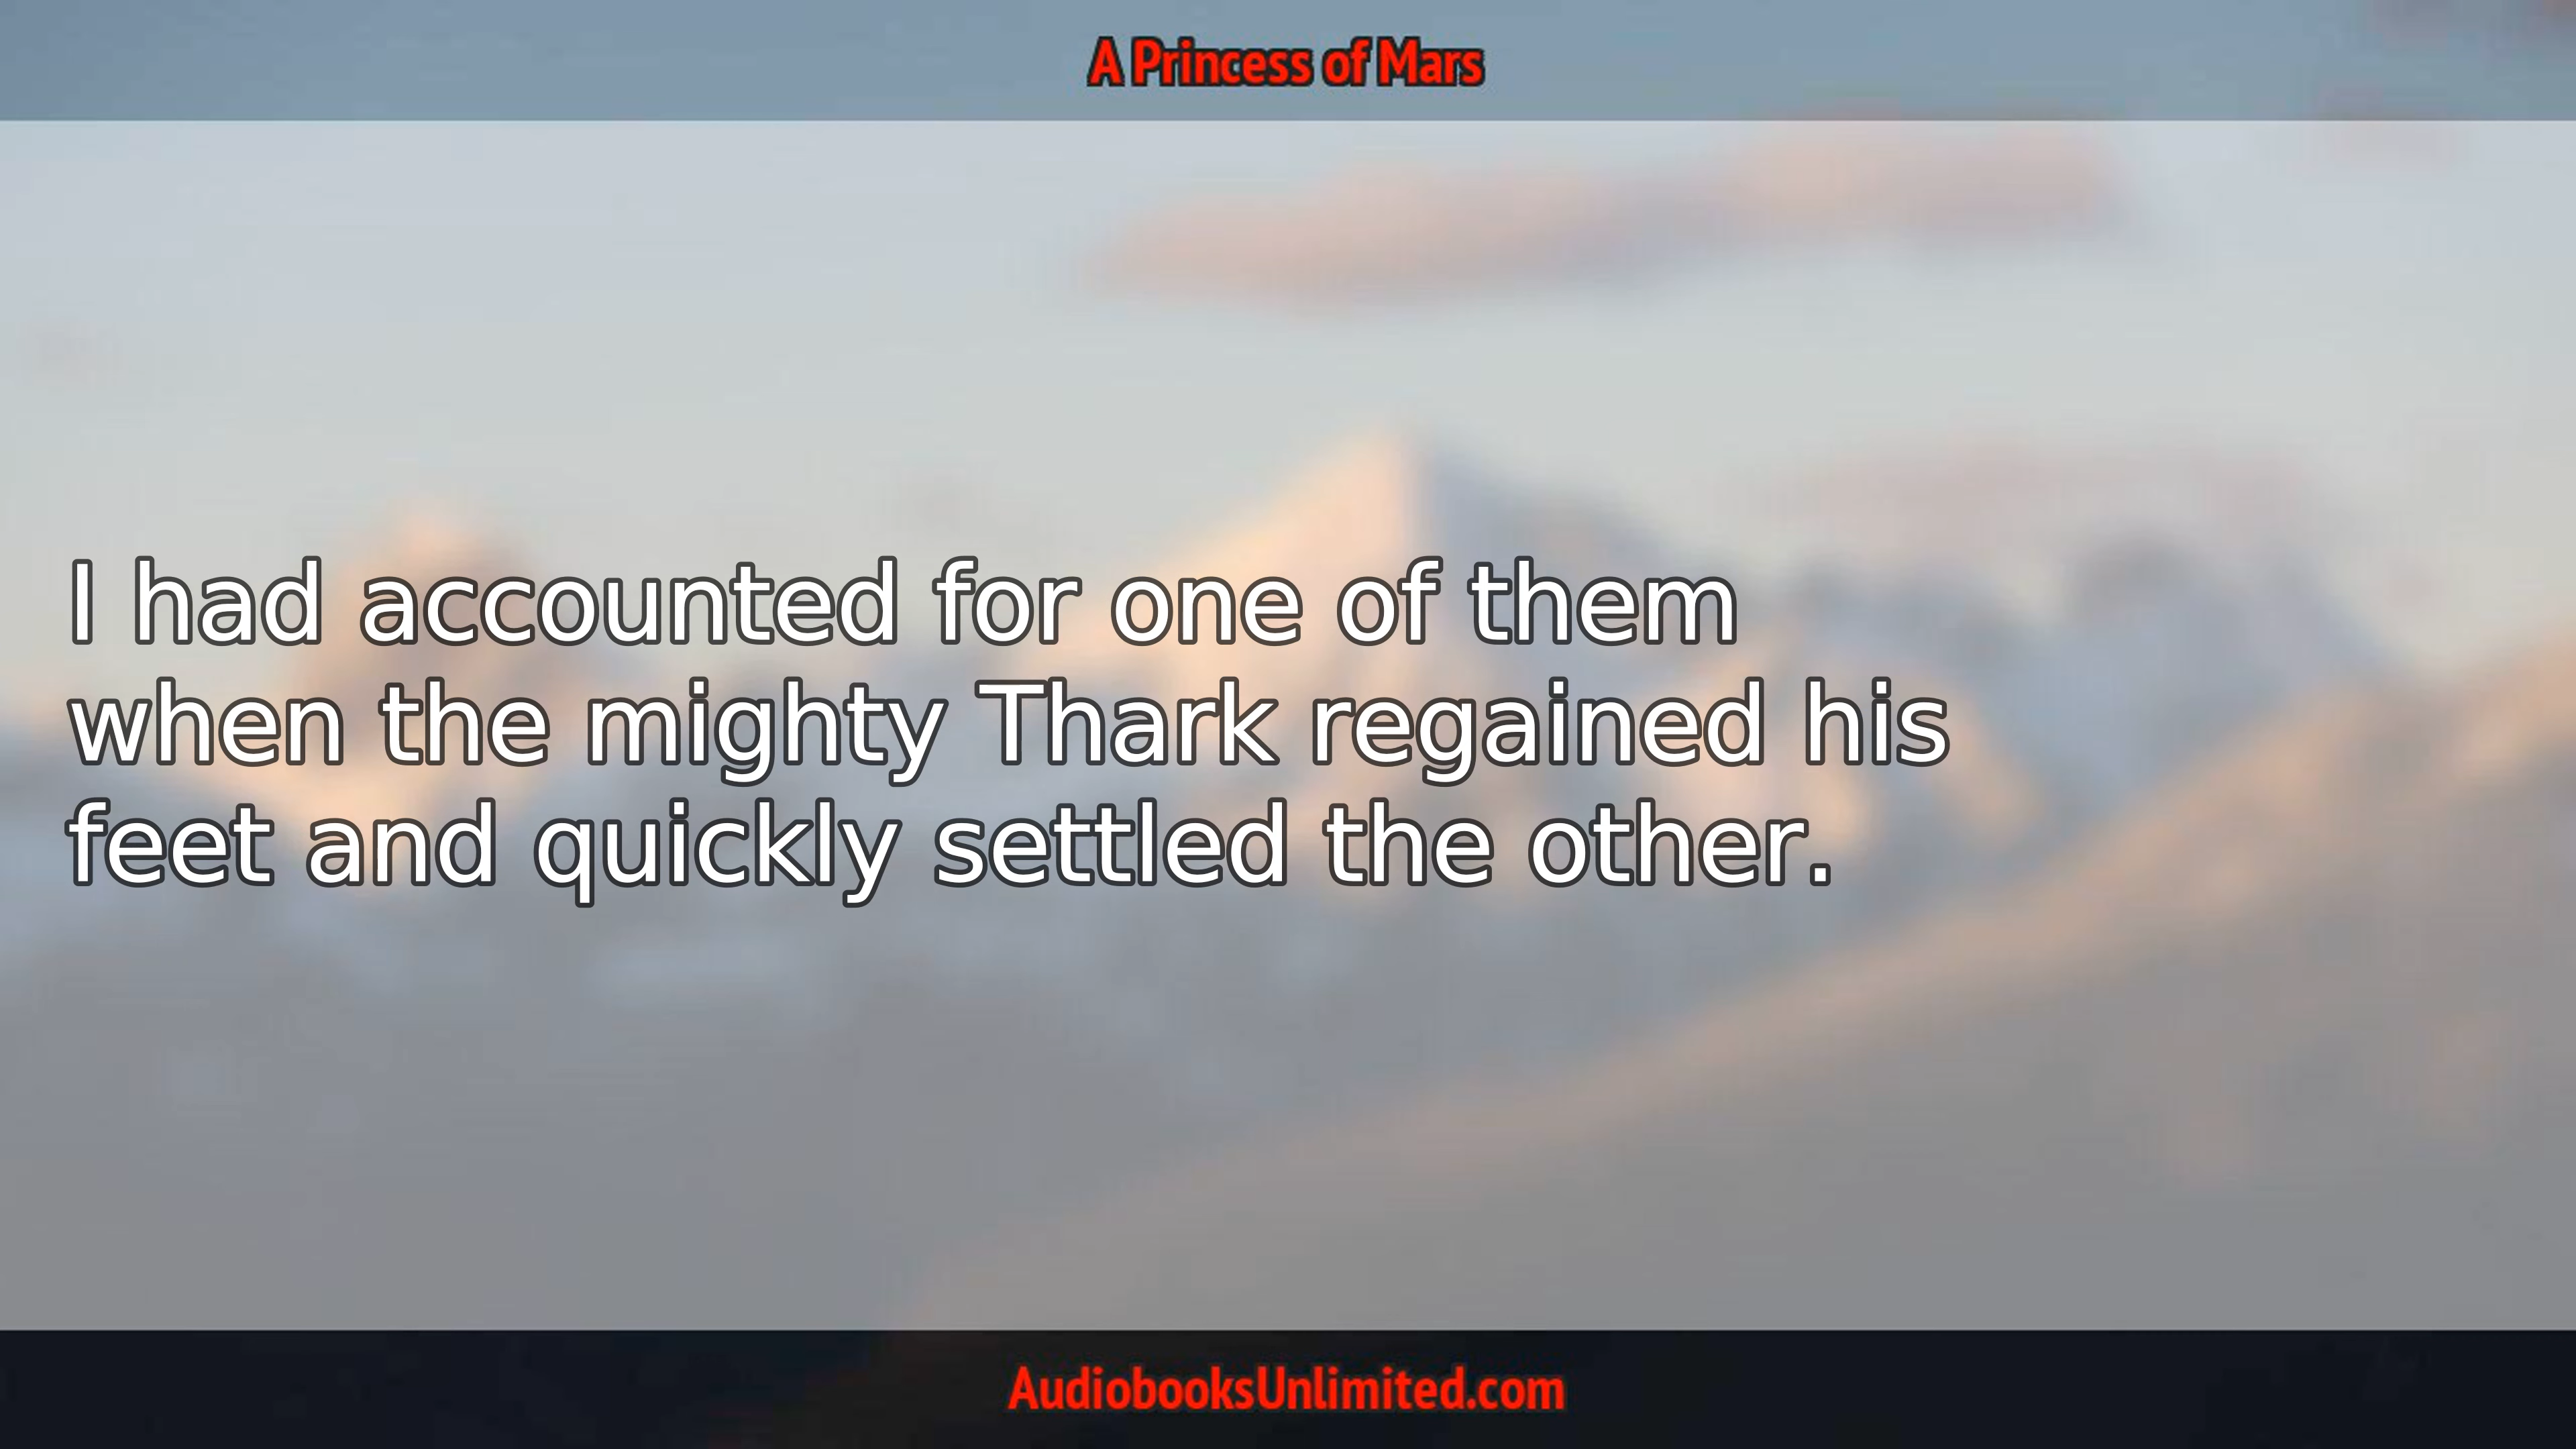 A Princess of Mars
I had accounted for one of them
when the mighty Thark regained his
feet and quickly settled the other.
AudiobooksUnlimited.com